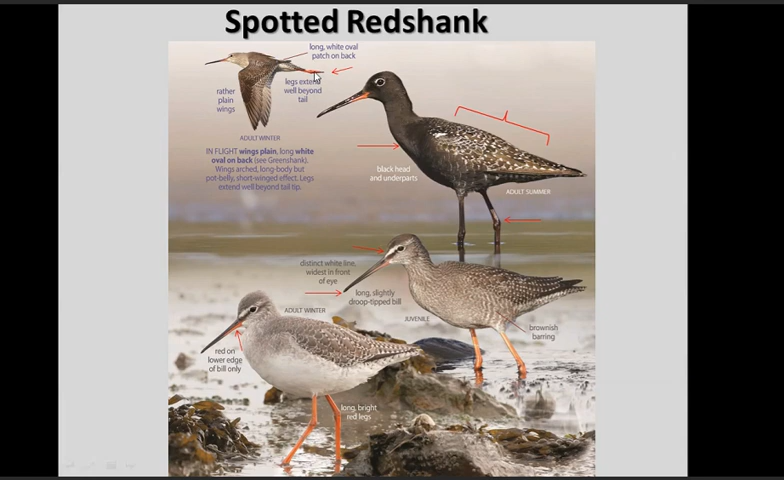 Spotted Redshank
long, white oval
patch on back
legs extend
well beyond
tail
rather
plain
wings
ADULT WINTER
IN FLIGHT wings plain, long white
oval on back (see Greenshank).
Wings arched, long-body but
pot-belly, short-winged effect. Legs
extend well beyond tail tip.
black head
and underparts
ADULT SUMMER
distinct white line,
widest in front
of eye
long, slightly
droop-tipped bill
ADULT WINTER
JUVENILE
brownish
barring
red on
lower edge
of bill only
long, bright
red legs